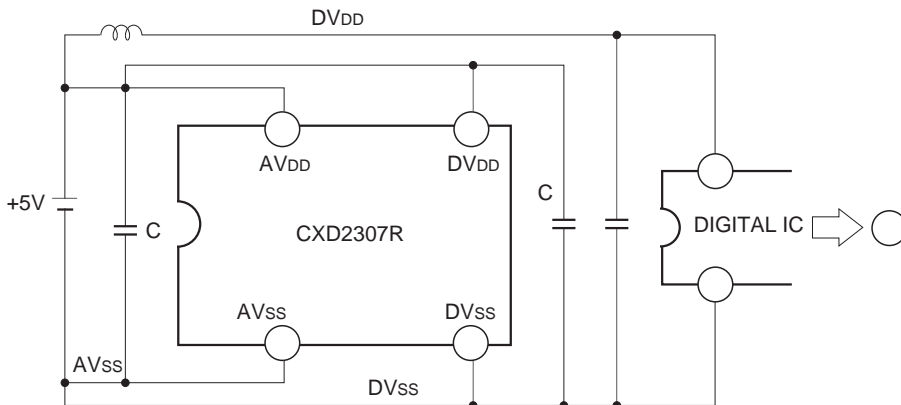 DVDD
AVDD
DVDD
+5V
C
C
CXD2307R
DIGITAL IC
AVSS
DVSS
AVSS
DVSS